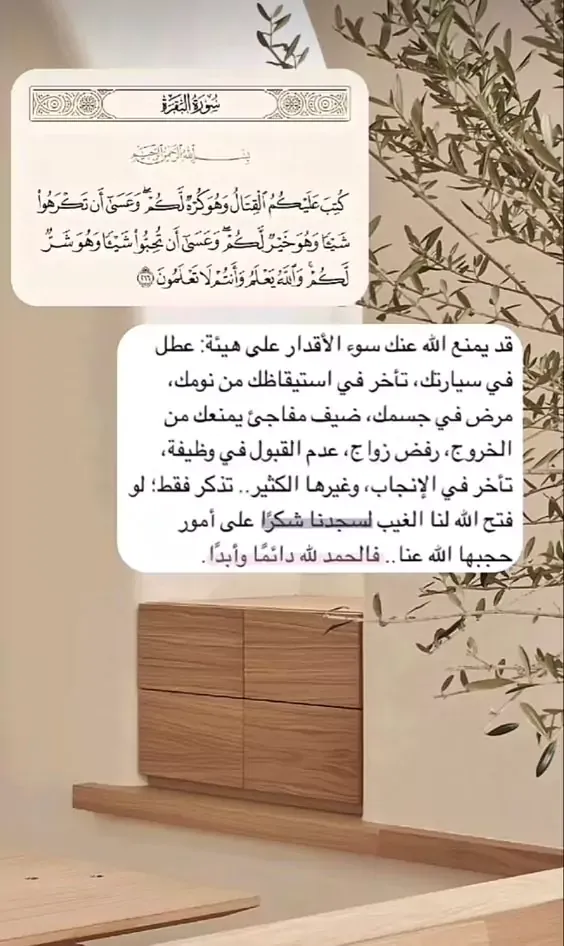 سُورَةُ البَقَرَةِ
بِسْمِ اللَّهِ الرَّحْمَنِ الرَّحِيمِ
كُتِبَ عَلَيْكُمُ ٱلْقِتَالُ وَهُوَ كُرْهٌ لَّكُمْ ۖ وَعَسَىٰٓ أَن تَكْرَهُوا۟
شَيْـًٔا وَهُوَ خَيْرٌ لَّكُمْ ۖ وَعَسَىٰٓ أَن تُحِبُّوا۟ شَيْـًٔا وَهُوَ شَرٌّ
لَّكُمْ ۗ وَٱللَّهُ يَعْلَمُ وَأَنتُمْ لَا تَعْلَمُونَ ٢١٦
قد يمنع الله عنك سوء الأقدار على هيئة: عطل
في سيارتك، تأخر في استيقاظك من نومك،
مرض في جسمك، ضيف مفاجئ يمنعك من
الخروج، رفض زواج، عدم القبول في وظيفة،
تأخر في الإنجاب، وغيرها الكثير.. تذكر فقط؛ لو
فتح الله لنا الغيب لسجدنا شكرًا على أمور
حجبها الله عنا.. فالحمد لله دائمًا وأبدًا.